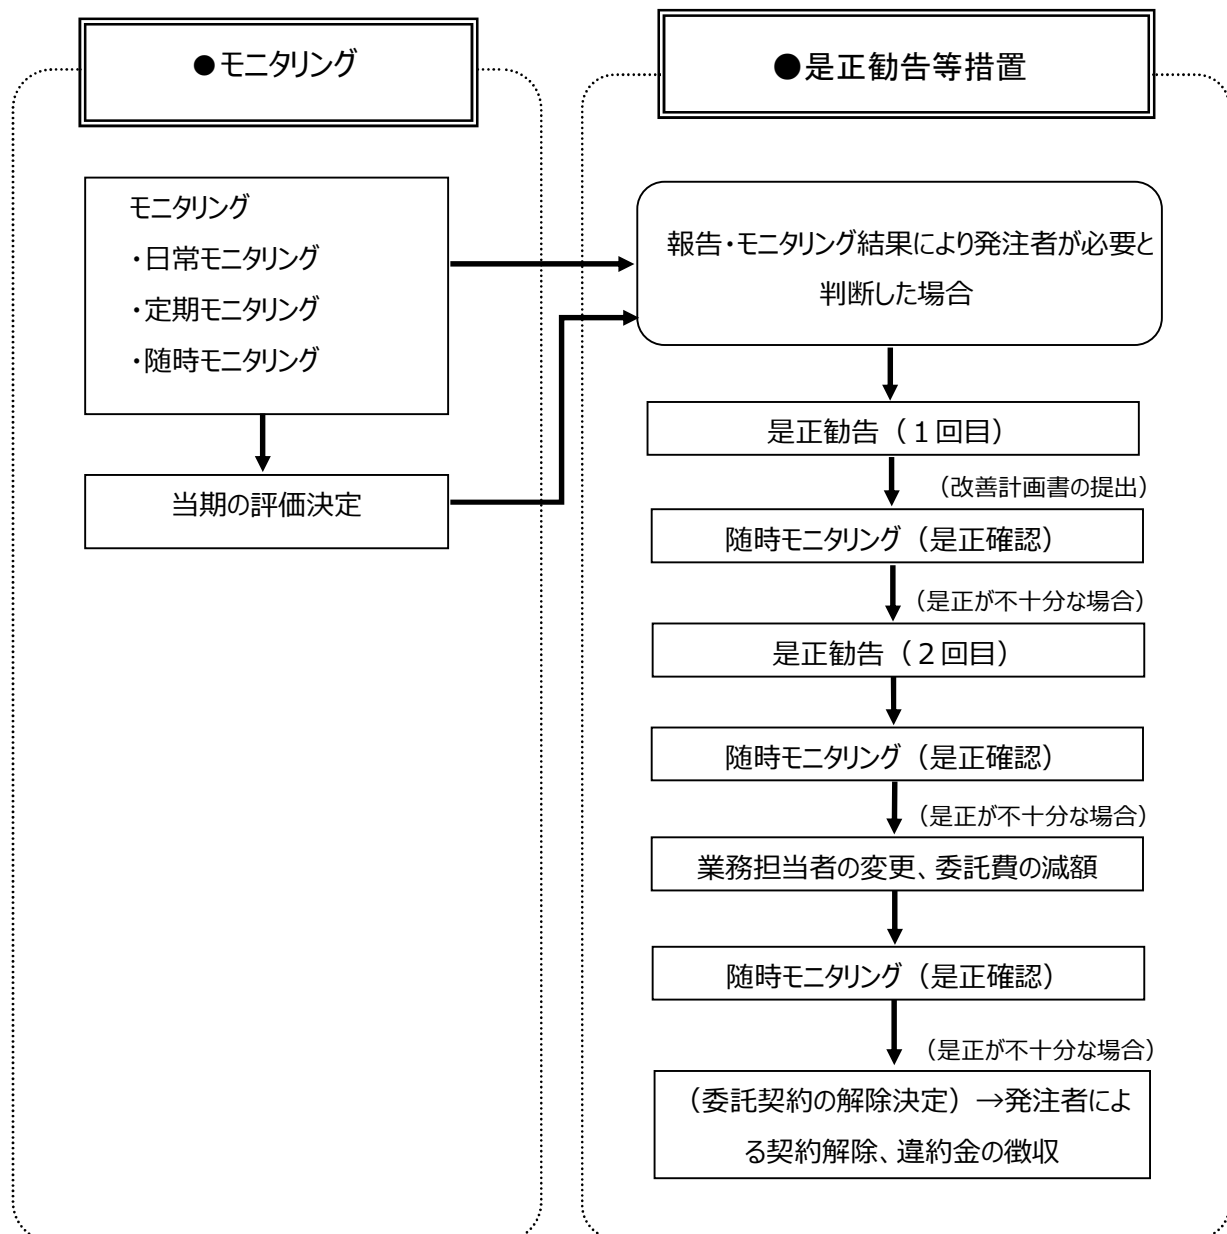 ●モニタリング
モニタリング
・日常モニタリング
・定期モニタリング
・随時モニタリング
当期の評価決定
●是正勧告等措置
報告・モニタリング結果により発注者が必要と
判断した場合
是正勧告（１回目）
（改善計画書の提出）
随時モニタリング（是正確認）
（是正が不十分な場合）
是正勧告（２回目）
随時モニタリング（是正確認）
（是正が不十分な場合）
業務担当者の変更、委託費の減額
随時モニタリング（是正確認）
（是正が不十分な場合）
（委託契約の解除決定）→発注者によ
る契約解除、違約金の徴収